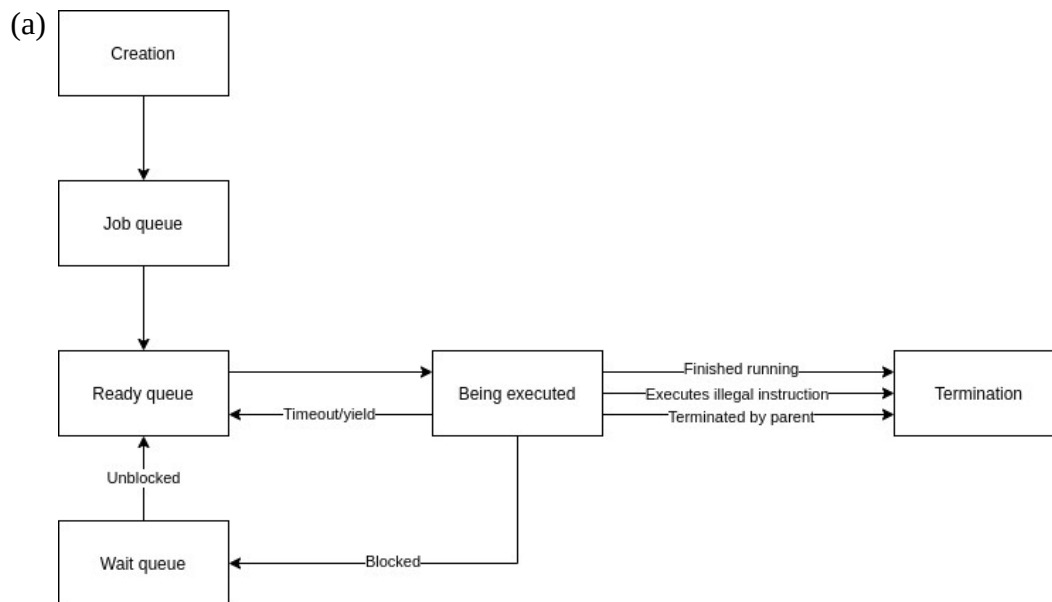 (a)
Creation
Job queue
Ready queue
Timeout/yield
Being executed
Finished running
Executes illegal instruction
Terminated by parent
Termination
Unblocked
Wait queue
Blocked